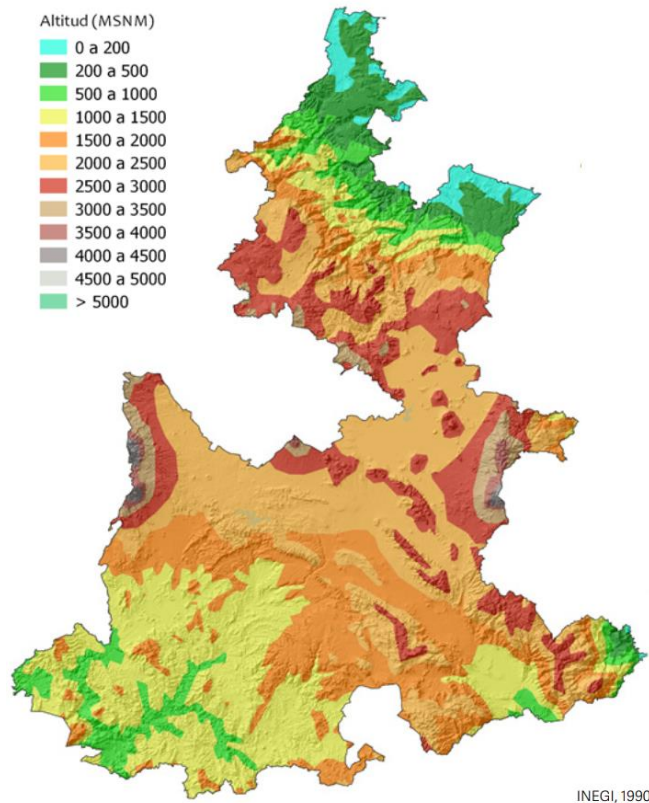 Altitud (MSNM)
0 a 200
200 a 500
500 a 1000
1000 a 1500
1500 a 2000
2000 a 2500
2500 a 3000
3000 a 3500
3500 a 4000
4000 a 4500
4500 a 5000
> 5000
INEGI, 1990